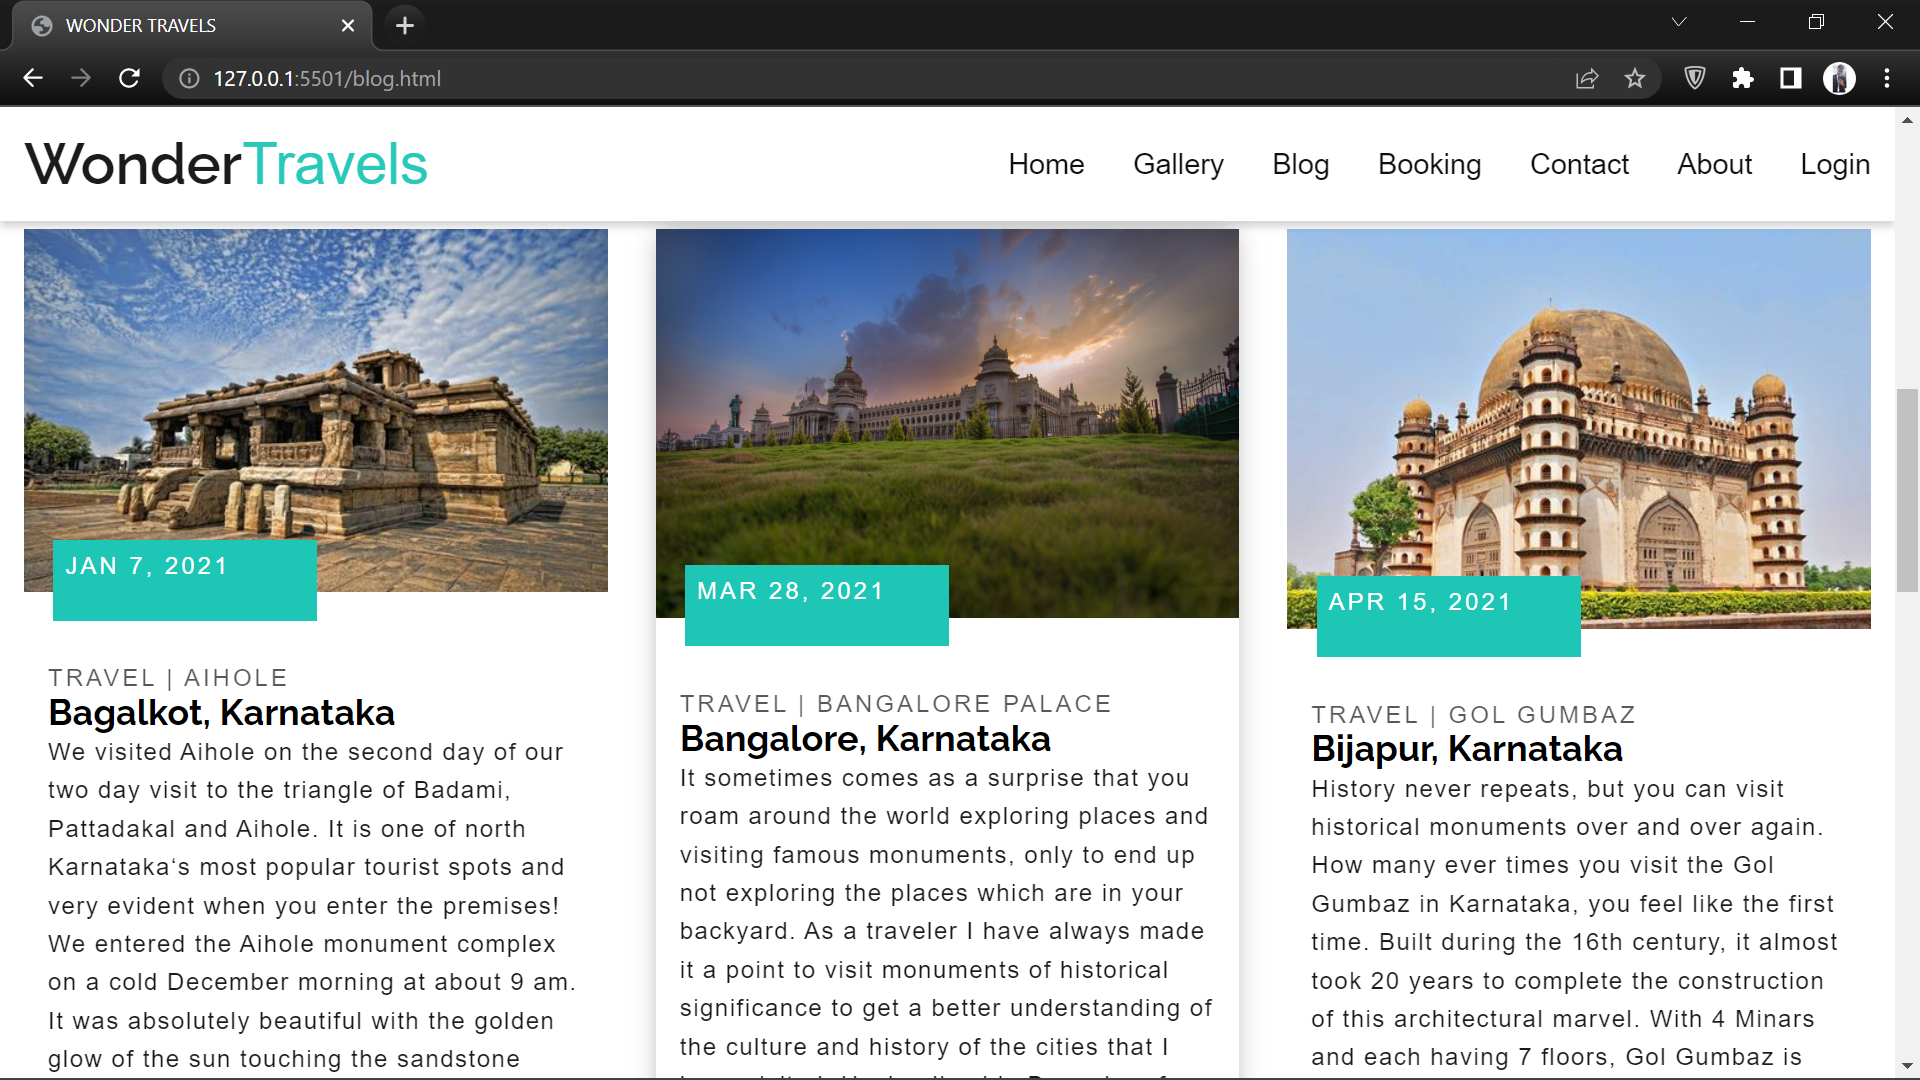 WONDER TRAVELS
127.0.0.1:5501/blog.html
WonderTravels
Home
Gallery
Blog
Booking
Contact
About
Login
JAN 7, 2021
TRAVEL | AIHOLE
Bagalkot, Karnataka
We visited Aihole on the second day of our
two day visit to the triangle of Badami,
Pattadakal and Aihole. It is one of north
Karnataka‘s most popular tourist spots and
very evident when you enter the premises!
We entered the Aihole monument complex
on a cold December morning at about 9 am.
It was absolutely beautiful with the golden
glow of the sun touching the sandstone
MAR 28, 2021
TRAVEL | BANGALORE PALACE
Bangalore, Karnataka
It sometimes comes as a surprise that you
roam around the world exploring places and
visiting famous monuments, only to end up
not exploring the places which are in your
backyard. As a traveler I have always made
it a point to visit monuments of historical
significance to get a better understanding of
the culture and history of the cities that I
APR 15, 2021
TRAVEL | GOL GUMBAZ
Bijapur, Karnataka
History never repeats, but you can visit
historical monuments over and over again.
How many ever times you visit the Gol
Gumbaz in Karnataka, you feel like the first
time. Built during the 16th century, it almost
took 20 years to complete the construction
of this architectural marvel. With 4 Minars
and each having 7 floors, Gol Gumbaz is